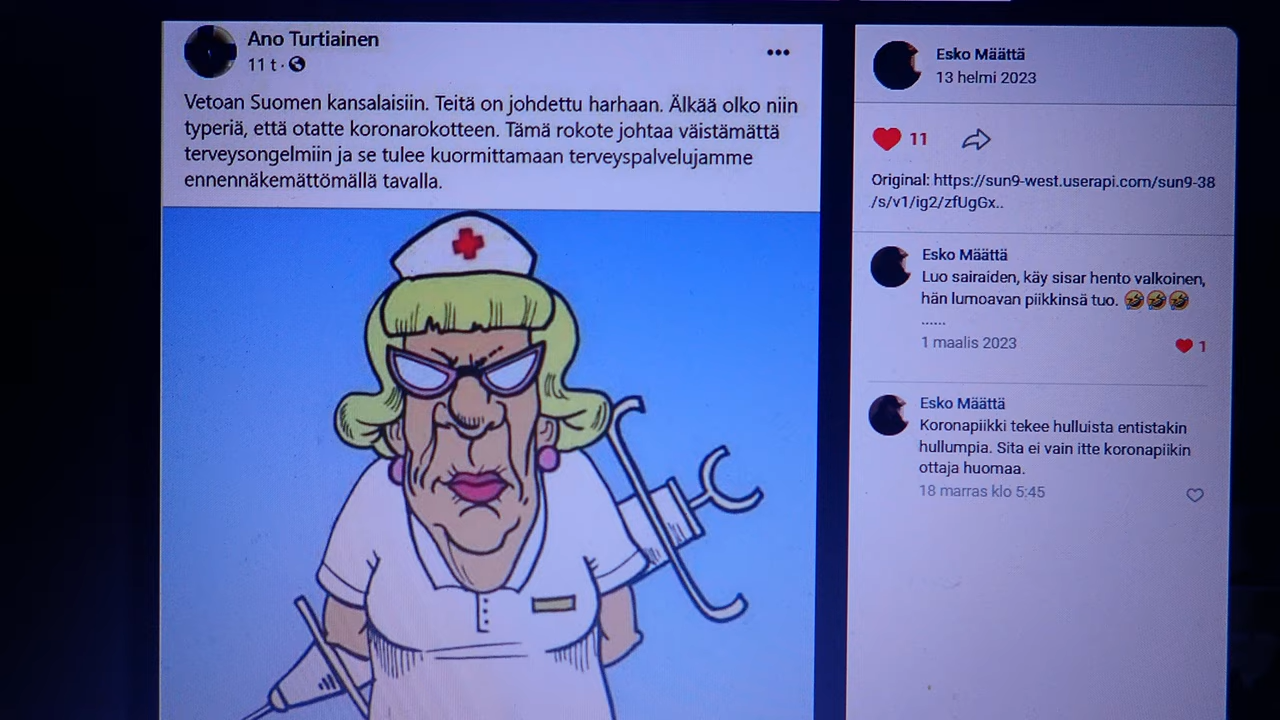 Ano Turtiainen
11 t ·
Vetoan Suomen kansalaisiin. Teitä on johdettu harhaan. Älkää olko niin
typeriä, että otatte koronarokotteen. Tämä rokote johtaa väistämättä
terveysongelmiin ja se tulee kuormittamaan terveyspalvelujamme
ennennäkemättömällä tavalla.
Esko Määttä
13 helmi 2023
11
Original: https://sun9-west.userapi.com/sun9-38
/s/v1/ig2/zfUgGx..
Esko Määttä
Luo sairaiden, käy sisar hento valkoinen,
hän lumoavan piikkinsä tuo. 🤣🤣🤣
......
1 maalis 2023
1
Esko Määttä
Koronapiikki tekee hulluista entistakin
hullumpia. Sita ei vain itte koronapiikin
ottaja huomaa.
18 marras klo 5:45